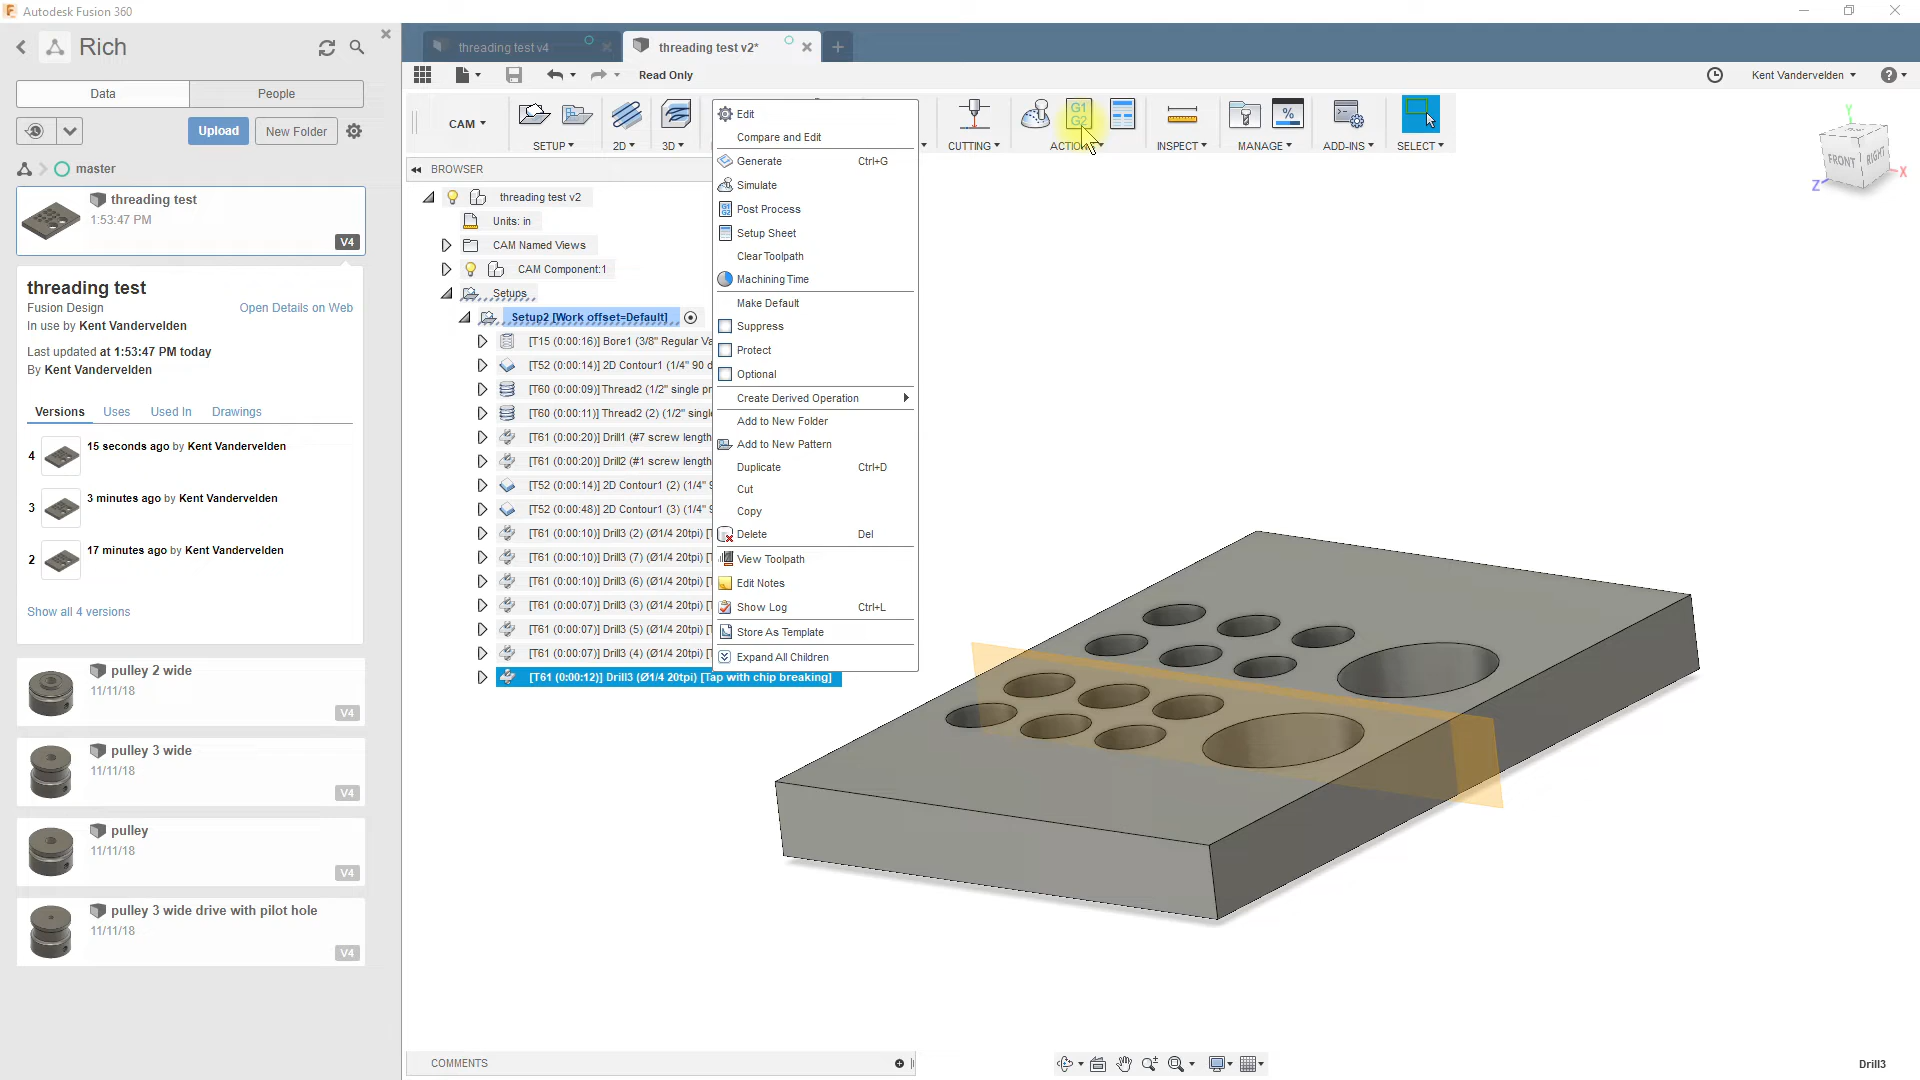 Autodesk Fusion 360
Rich
threading test v4
threading test v2*
Data
People
Read Only
Kent Vandervelden
Upload
New Folder
CAM
SETUP
2D
3D
CUTTING
ACTIONS
INSPECT
MANAGE
ADD-INS
SELECT
G1
G2
FRONT
RIGHT
Y
Z
X
master
BROWSER
threading test
1:53:47 PM
V4
threading test
Fusion Design
Open Details on Web
In use by Kent Vandervelden
Last updated at 1:53:47 PM today
By Kent Vandervelden
Versions
Uses
Used In
Drawings
4
15 seconds ago by Kent Vandervelden
3
3 minutes ago by Kent Vandervelden
2
17 minutes ago by Kent Vandervelden
Show all 4 versions
pulley 2 wide
11/11/18
V4
pulley 3 wide
11/11/18
V4
pulley
11/11/18
V4
pulley 3 wide drive with pilot hole
11/11/18
V4
threading test v2
Units: in
CAM Named Views
CAM Component:1
Setups
Setup2 [Work offset=Default]
[T15 (0:00:16)] Bore1 (3/8" Regular Va
[T52 (0:00:14)] 2D Contour1 (1/4" 90 d
[T60 (0:00:09)] Thread2 (1/2" single pr
[T60 (0:00:11)] Thread2 (2) (1/2" single
[T61 (0:00:20)] Drill1 (#7 screw length
[T61 (0:00:20)] Drill2 (#1 screw length
[T52 (0:00:14)] 2D Contour1 (2) (1/4" 9
[T52 (0:00:48)] 2D Contour1 (3) (1/4" 9
[T61 (0:00:10)] Drill3 (2) (Ø1/4 20tpi) [T
[T61 (0:00:10)] Drill3 (7) (Ø1/4 20tpi) [T
[T61 (0:00:10)] Drill3 (6) (Ø1/4 20tpi) [T
[T61 (0:00:07)] Drill3 (3) (Ø1/4 20tpi) [T
[T61 (0:00:07)] Drill3 (5) (Ø1/4 20tpi) [T
[T61 (0:00:07)] Drill3 (4) (Ø1/4 20tpi) [T
[T61 (0:00:12)] Drill3 (Ø1/4 20tpi) [Tap with chip breaking]
Edit
Compare and Edit
Generate Ctrl+G
Simulate
Post Process
Setup Sheet
Clear Toolpath
Machining Time
Make Default
Suppress
Protect
Optional
Create Derived Operation
Add to New Folder
Add to New Pattern
Duplicate Ctrl+D
Cut
Copy
Delete Del
View Toolpath
Edit Notes
Show Log Ctrl+L
Store As Template
Expand All Children
COMMENTS
Drill3